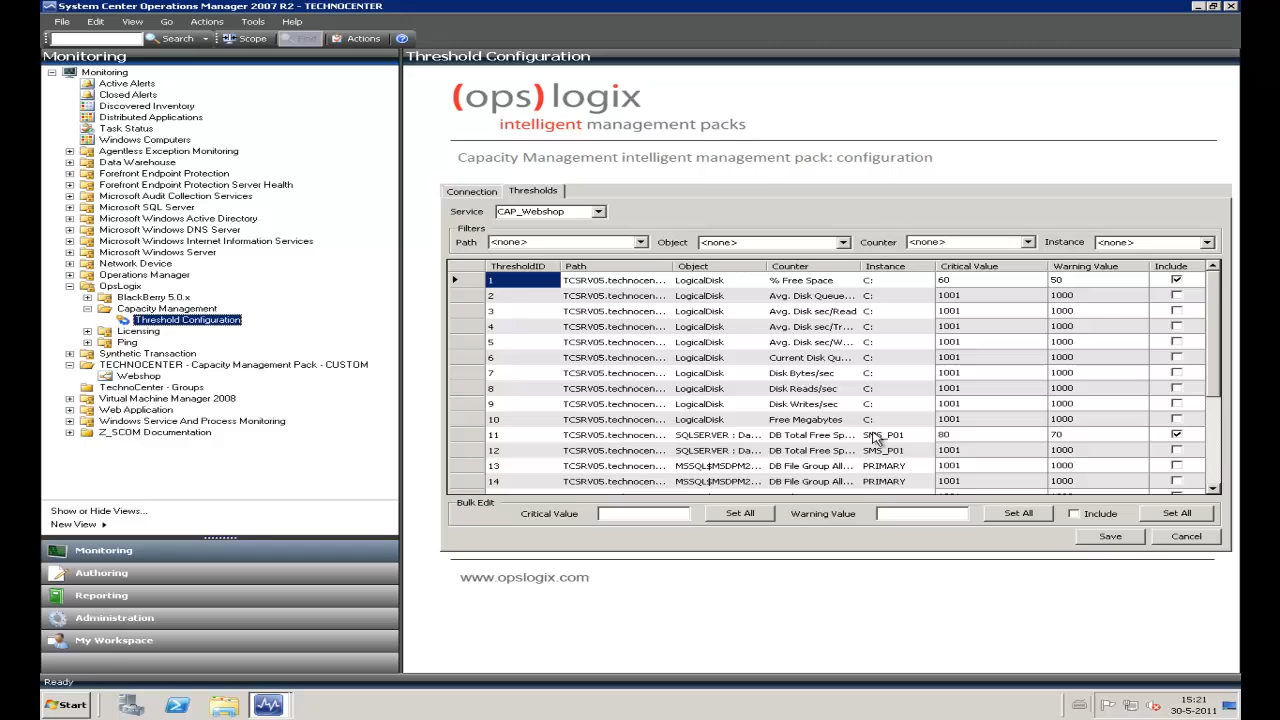 System Center Operations Manager 2007 R2 - TECHNOCENTER
File Edit View Go Actions Tools Help
Search Scope Find Actions
Monitoring
Monitoring
Active Alerts
Closed Alerts
Discovered Inventory
Distributed Applications
Task Status
Windows Computers
Agentless Exception Monitoring
Data Warehouse
Forefront Endpoint Protection
Forefront Endpoint Protection Server Health
Microsoft Audit Collection Services
Microsoft SQL Server
Microsoft Windows Active Directory
Microsoft Windows DNS Server
Microsoft Windows Internet Information Services
Microsoft Windows Server
Network Device
Operations Manager
OpsLogix
BlackBerry 5.0.x
Capacity Management
Threshold Configuration
Licensing
Ping
Synthetic Transaction
TECHNOCENTER - Capacity Management Pack - CUSTOM
Webshop
TechnoCenter - Groups
Virtual Machine Manager 2008
Web Application
Windows Service And Process Monitoring
Z_SCOM Documentation
Show or Hide Views...
New View
Monitoring
Authoring
Reporting
Administration
My Workspace
Threshold Configuration
(ops)logix
intelligent management packs
Capacity Management intelligent management pack: configuration
Connection Thresholds
Service CAP_Webshop
Filters
Path <none> Object <none> Counter <none> Instance <none>
ThresholdID Path Object Counter Instance Critical Value Warning Value Include
1 TCSRV05.technocen... LogicalDisk % Free Space C: 60 50
2 TCSRV05.technocen... LogicalDisk Avg. Disk Queue... C: 1001 1000
3 TCSRV05.technocen... LogicalDisk Avg. Disk sec/Read C: 1001 1000
4 TCSRV05.technocen... LogicalDisk Avg. Disk sec/Tr... C: 1001 1000
5 TCSRV05.technocen... LogicalDisk Avg. Disk sec/W... C: 1001 1000
6 TCSRV05.technocen... LogicalDisk Current Disk Qu... C: 1001 1000
7 TCSRV05.technocen... LogicalDisk Disk Bytes/sec C: 1001 1000
8 TCSRV05.technocen... LogicalDisk Disk Reads/sec C: 1001 1000
9 TCSRV05.technocen... LogicalDisk Disk Writes/sec C: 1001 1000
10 TCSRV05.technocen... LogicalDisk Free Megabytes C: 1001 1000
11 TCSRV05.technocen... SQLSERVER : Da... DB Total Free Sp... SMS_P01 80 70
12 TCSRV05.technocen... SQLSERVER : Da... DB Total Free Sp... SMS_P01 1001 1000
13 TCSRV05.technocen... MSSQL$MSDPM2... DB File Group All... PRIMARY 1001 1000
14 TCSRV05.technocen... MSSQL$MSDPM2... DB File Group All... PRIMARY 1001 1000
Bulk Edit
Critical Value Set All Warning Value Set All Include Set All
Save Cancel
www.opslogix.com
Ready
Start
15:21
30-5-2011